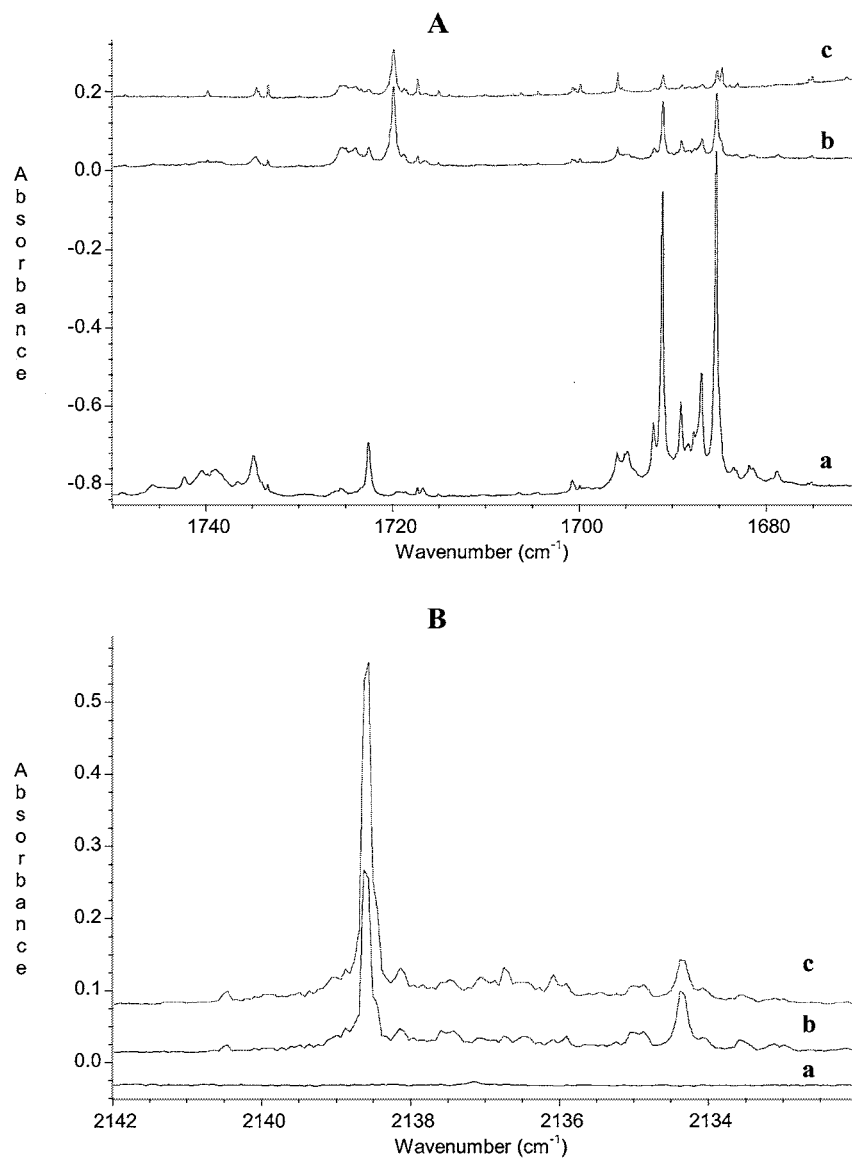 A
c
0.2
b
0.0
Absorbance
-0.2
-0.4
-0.6
a
-0.8
1740 1720 1700 1680
Wavenumber (cm⁻¹)
B
0.5
0.4
Absorbance
0.3
0.2
c
0.1
b
0.0
a
2142 2140 2138 2136 2134
Wavenumber (cm⁻¹)